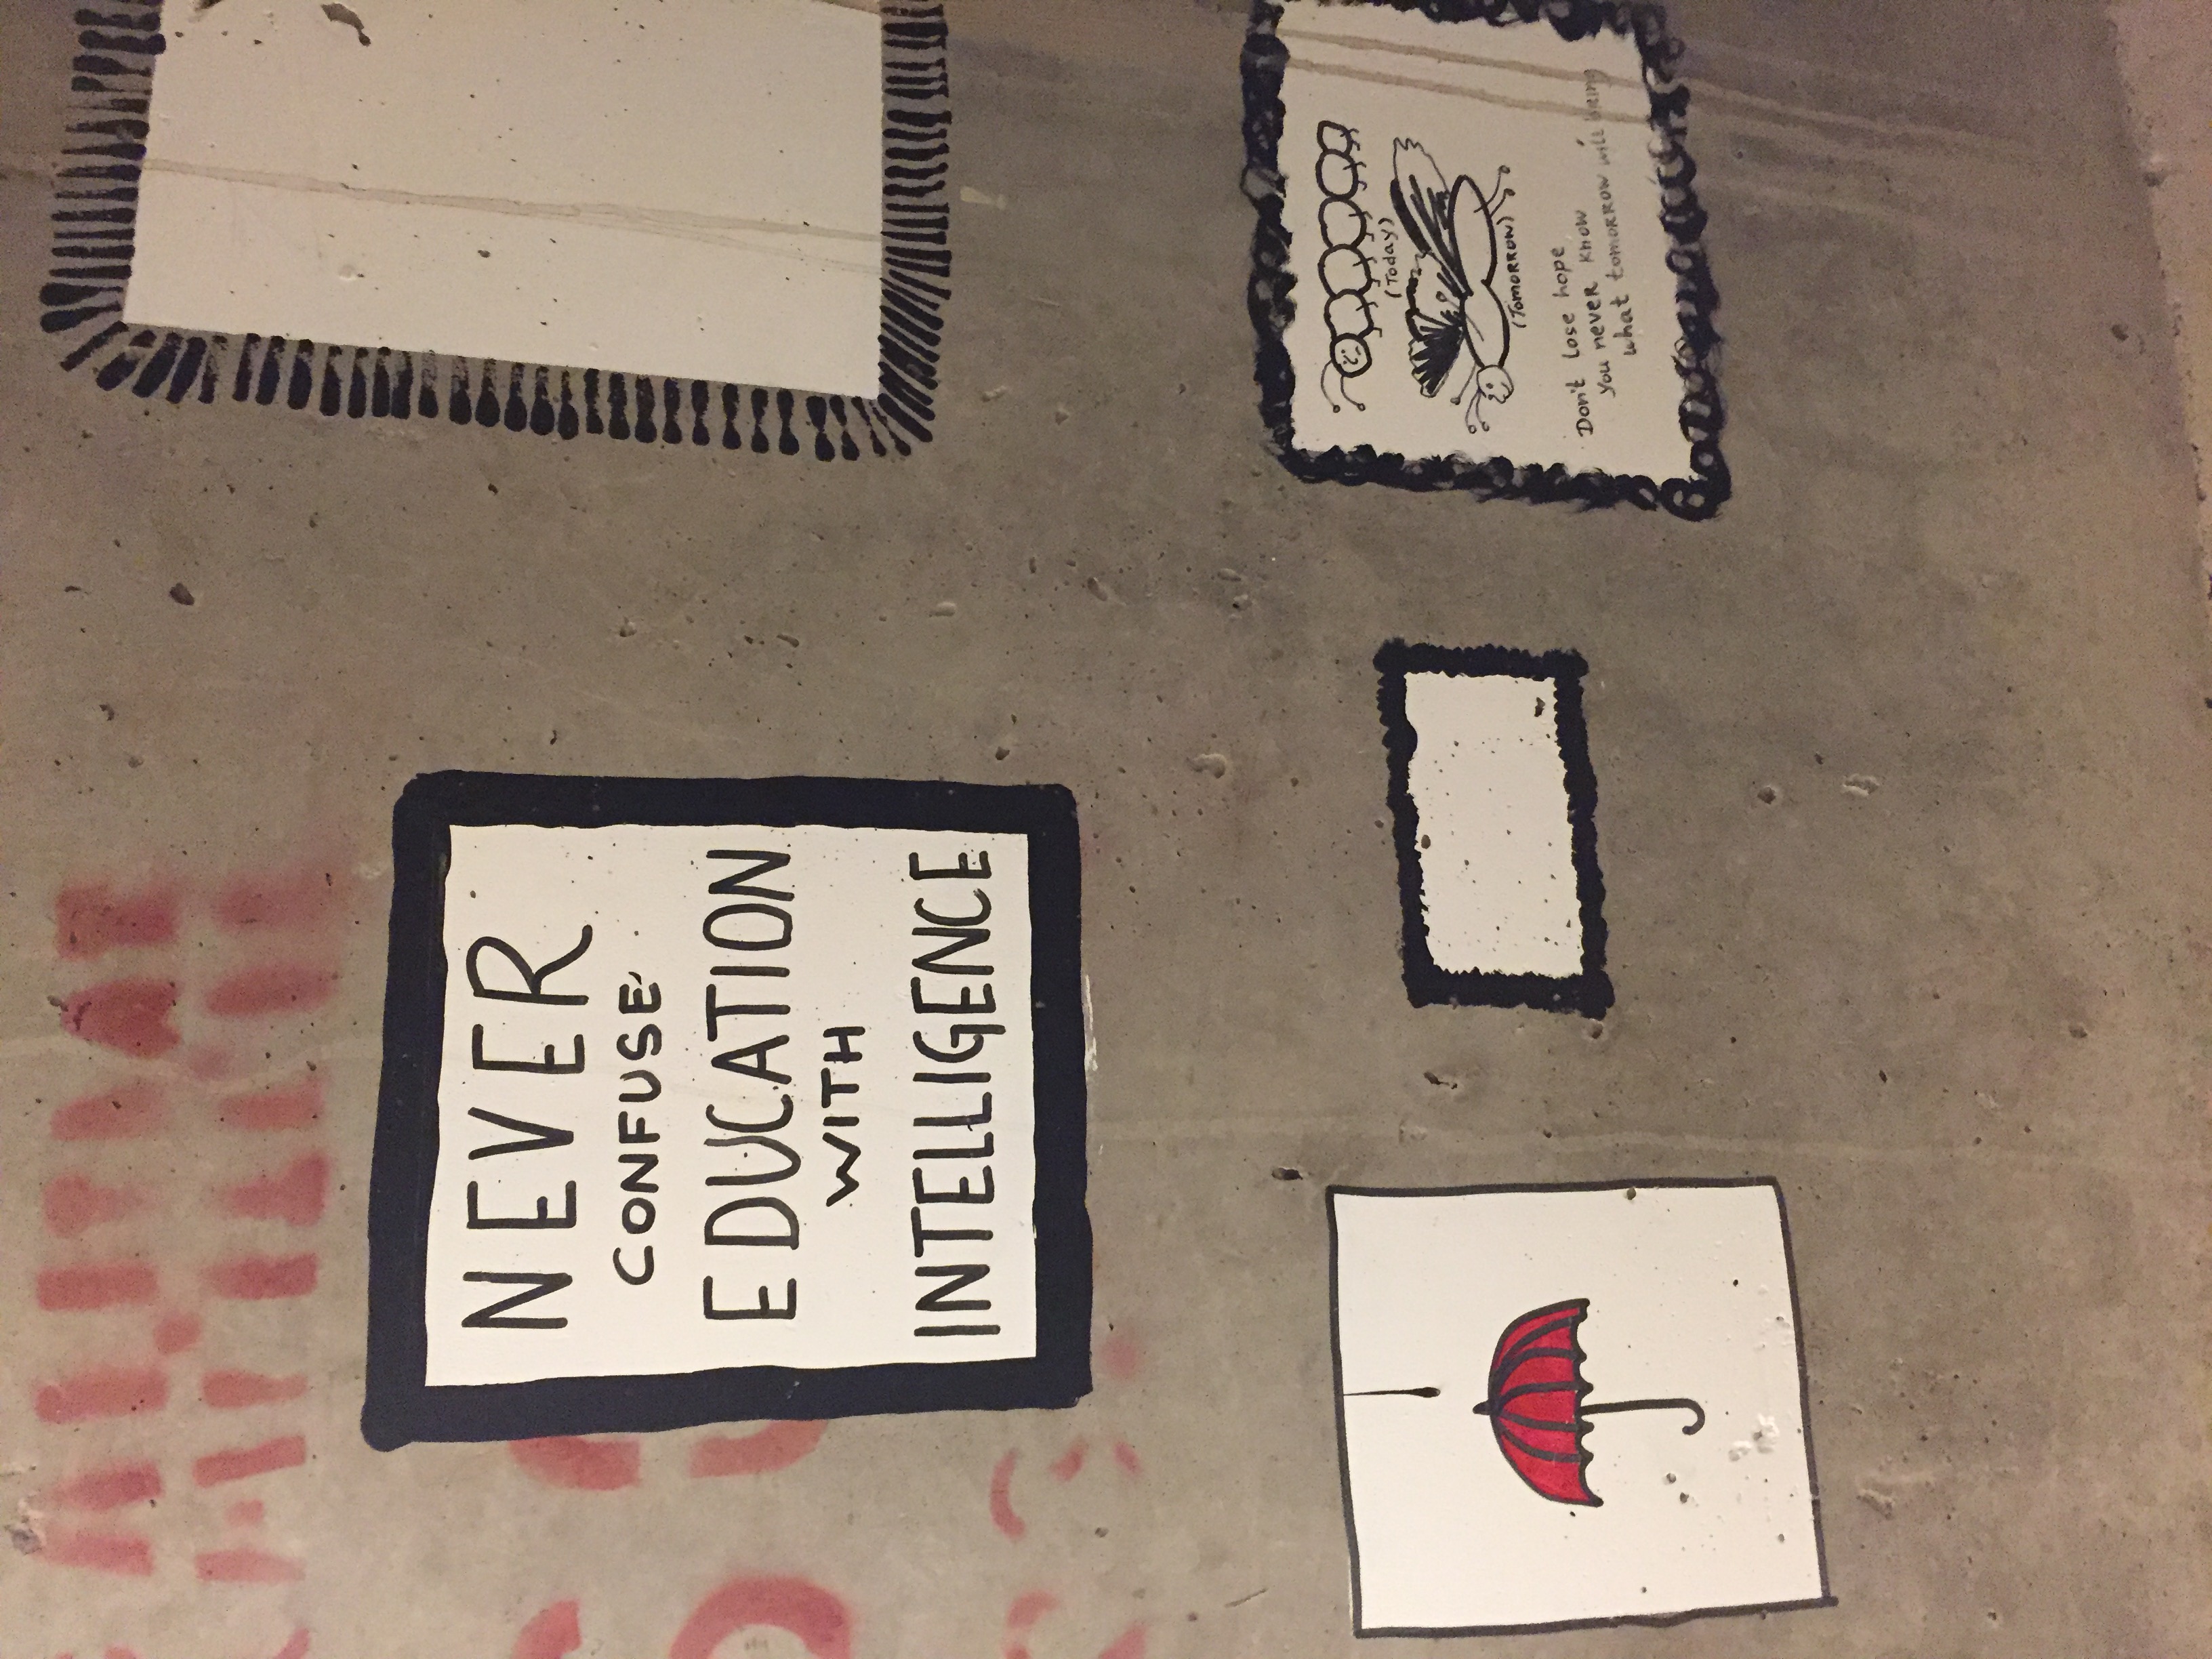 NEVER
CONFUSE
EDUCATION
WITH
INTELLIGENCE
(Today)
(TOMORROW)
Don't lose hope
you never know
what tomorrow will bring